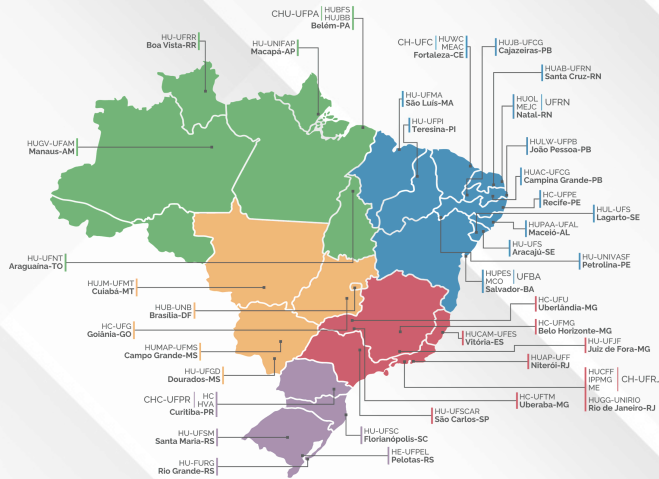 CHU-UFPA
HUBFS
HUJBB
Belém-PA
HU-UFRR
Boa Vista-RR
HU-UNIFAP
Macapá-AP
CH-UFC
HUWC
MEAC
Fortaleza-CE
HUJB-UFCG
Cajazeiras-PB
HUAB-UFRN
Santa Cruz-RN
HU-UFMA
São Luís-MA
HUOL
MEJC
UFRN
Natal-RN
HU-UFPI
Teresina-PI
HUGV-UFAM
Manaus-AM
HULW-UFPB
João Pessoa-PB
HUAC-UFCG
Campina Grande-PB
HC-UFPE
Recife-PE
HUL-UFS
Lagarto-SE
HUPAA-UFAL
Maceió-AL
HU-UFS
Aracajú-SE
HU-UNIVASF
Petrolina-PE
HU-UFNT
Araguaína-TO
HUPES
MCO
UFBA
Salvador-BA
HUJM-UFMT
Cuiabá-MT
HUB-UNB
Brasília-DF
HC-UFU
Uberlândia-MG
HC-UFG
Goiânia-GO
HC-UFMG
Belo Horizonte-MG
HUCAM-UFES
Vitória-ES
HU-UFJF
Juiz de Fora-MG
HUMAP-UFMS
Campo Grande-MS
HUAP-UFF
Niterói-RJ
HU-UFGD
Dourados-MS
HUCFF
IPPMG
ME
CH-UFRJ
HUGG-UNIRIO
Rio de Janeiro-RJ
CHC-UFPR
HC
HVA
Curitiba-PR
HC-UFTM
Uberaba-MG
HU-UFSCAR
São Carlos-SP
HU-UFSM
Santa Maria-RS
HU-UFSC
Florianópolis-SC
HE-UFPEL
Pelotas-RS
HU-FURG
Rio Grande-RS